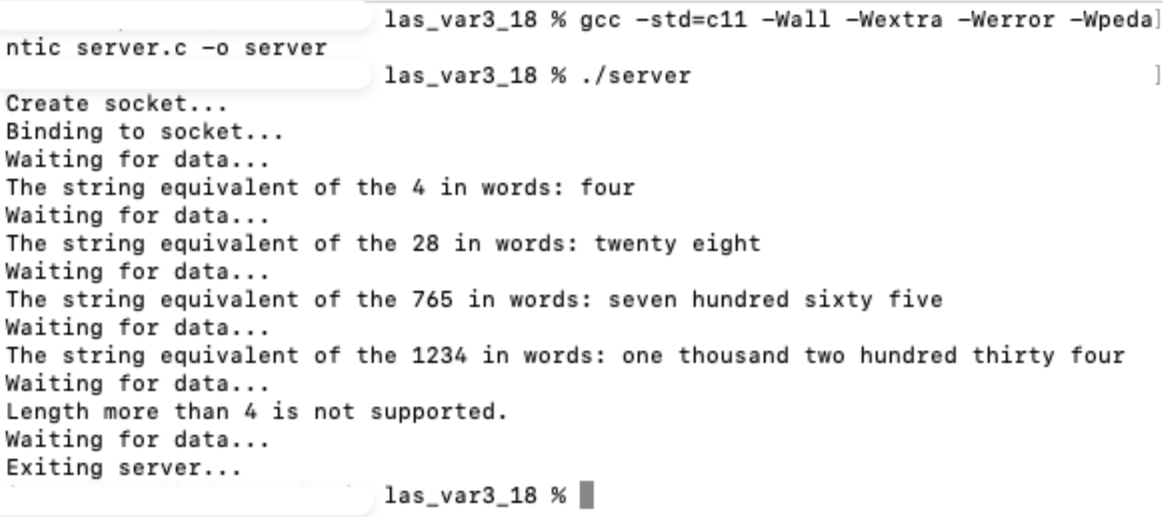 las_var3_18 % gcc -std=c11 -Wall -Wextra -Werror -Wpeda]
ntic server.c -o server
las_var3_18 % ./server ]
Create socket...
Binding to socket...
Waiting for data...
The string equivalent of the 4 in words: four
Waiting for data...
The string equivalent of the 28 in words: twenty eight
Waiting for data...
The string equivalent of the 765 in words: seven hundred sixty five
Waiting for data...
The string equivalent of the 1234 in words: one thousand two hundred thirty four
Waiting for data...
Length more than 4 is not supported.
Waiting for data...
Exiting server...
las_var3_18 %